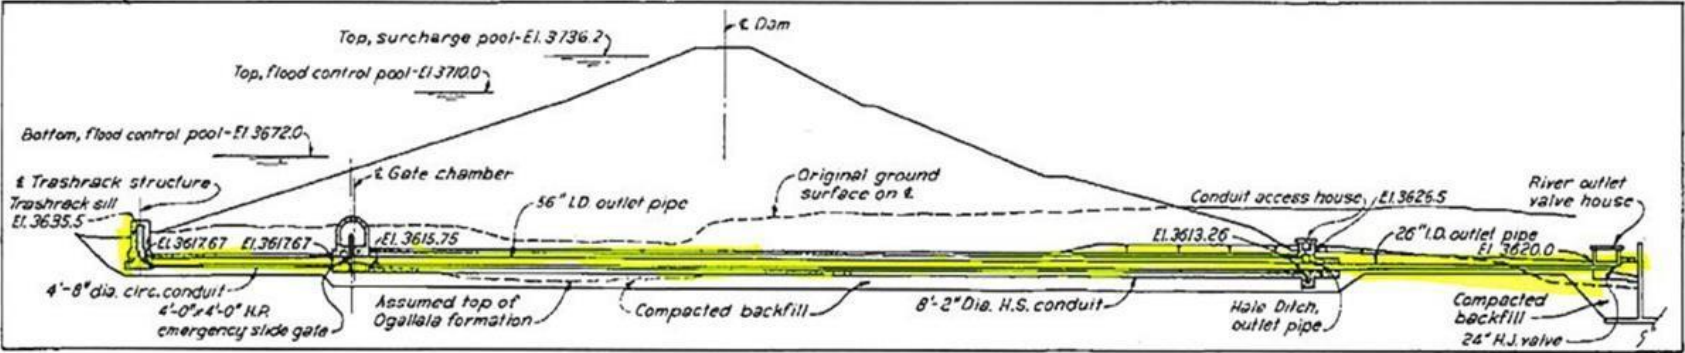 ℄ Dam
Top, surcharge pool-El. 3736.2
Top, flood control pool-El 3710.0
Bottom, flood control pool-El. 3672.0
℄ Trashrack structure
Trashrack sill
El. 3635.5
℄ Gate chamber
56" I.D. outlet pipe
Original ground
surface on ℄
Conduit access house
El. 3626.5
River outlet
valve house
El. 3617.67
El. 3617.67
El. 3615.75
El. 3613.26
26" I.D. outlet pipe
El. 3620.0
4'-8" dia. circ. conduit
4'-0" x 4'-0" H.P.
emergency slide gate
Assumed top of
Ogallala formation
Compacted backfill
8'-2" Dia. H.S. conduit
Hale Ditch,
outlet pipe
Compacted
backfill
24" H.J. valve